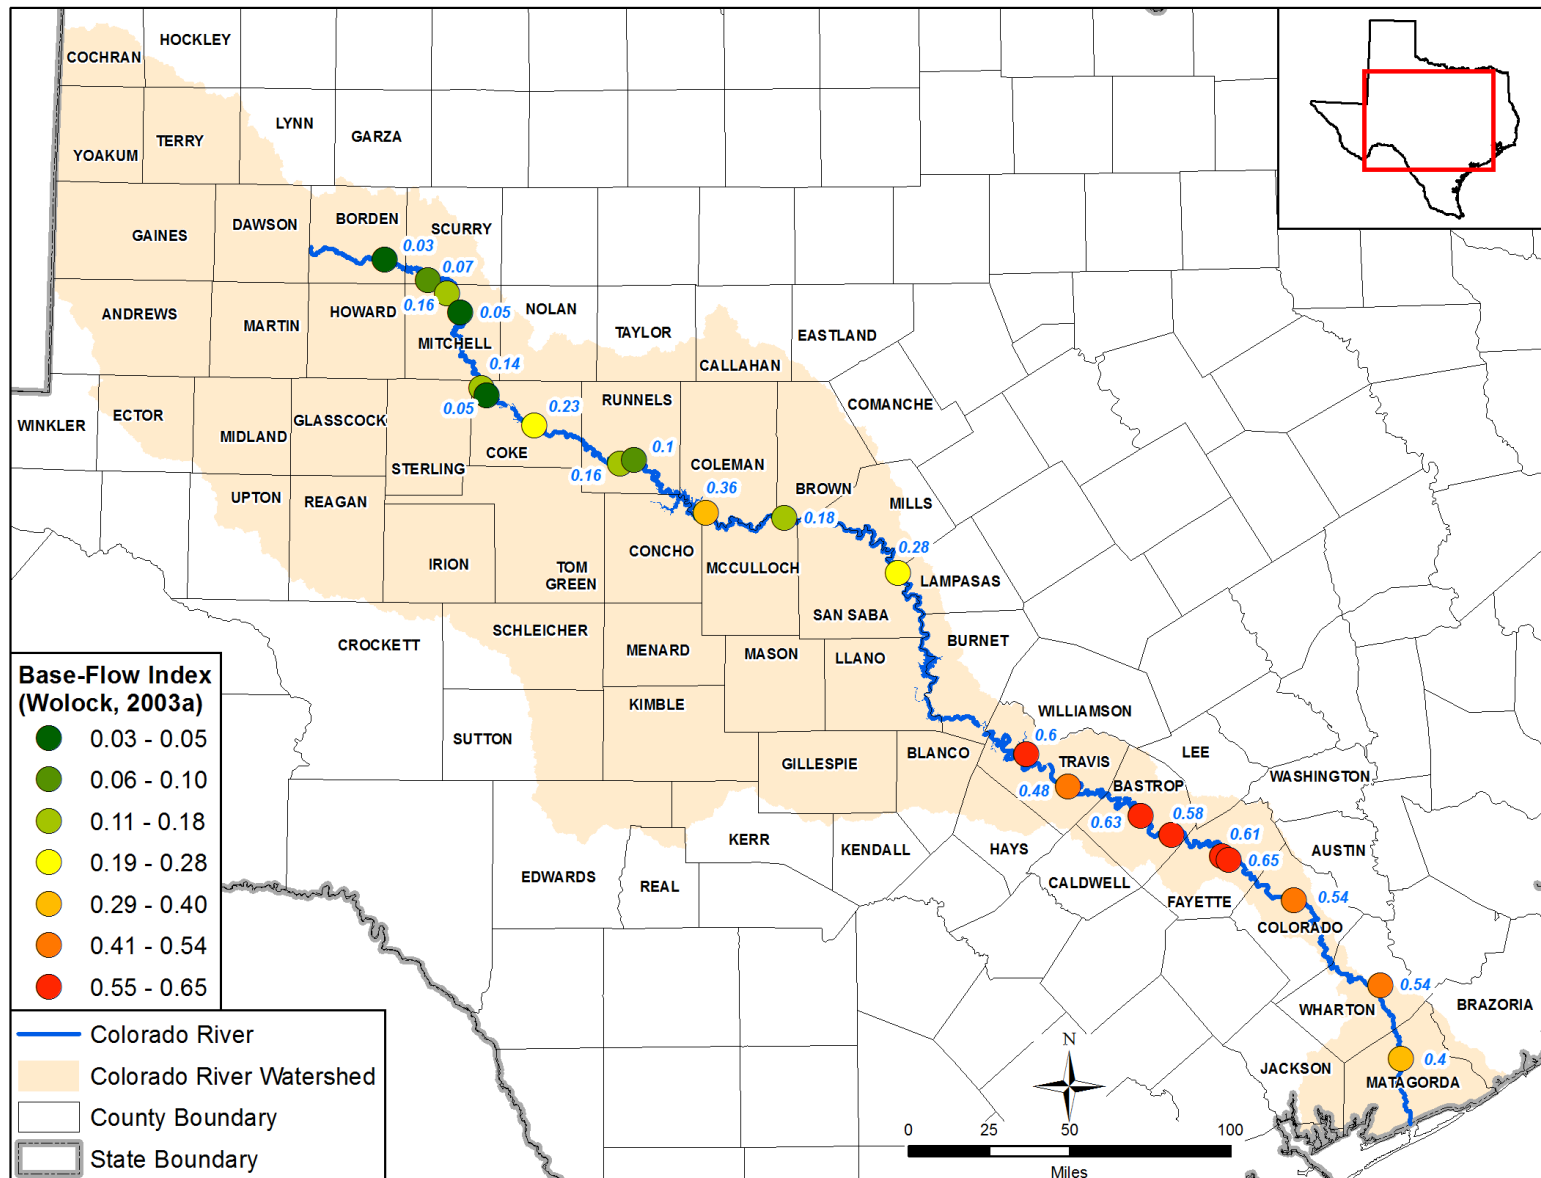 HOCKLEY
COCHRAN
LYNN
GARZA
TERRY
YOAKUM
BORDEN
DAWSON
SCURRY
GAINES
0.03
0.07
0.16
0.05
ANDREWS
MARTIN
HOWARD
NOLAN
TAYLOR
EASTLAND
MITCHELL
CALLAHAN
0.14
0.05
0.23
RUNNELS
COMANCHE
WINKLER
ECTOR
GLASSCOCK
MIDLAND
0.1
COKE
STERLING
0.16
COLEMAN
0.36
BROWN
UPTON
REAGAN
MILLS
0.18
0.28
CONCHO
IRION
TOM
GREEN
MCCULLOCH
LAMPASAS
SAN SABA
SCHLEICHER
CROCKETT
MENARD
MASON
LLANO
BURNET
KIMBLE
WILLIAMSON
SUTTON
0.6
BLANCO
LEE
GILLESPIE
TRAVIS
WASHINGTON
0.48
BASTROP
0.63
0.58
0.61
KERR
KENDALL
HAYS
AUSTIN
0.65
EDWARDS
REAL
CALDWELL
FAYETTE
0.54
COLORADO
0.54
WHARTON
BRAZORIA
0.4
JACKSON
MATAGORDA
Base-Flow Index
(Wolock, 2003a)
0.03 - 0.05
0.06 - 0.10
0.11 - 0.18
0.19 - 0.28
0.29 - 0.40
0.41 - 0.54
0.55 - 0.65
Colorado River
Colorado River Watershed
County Boundary
State Boundary
N
0 25 50 100
Miles